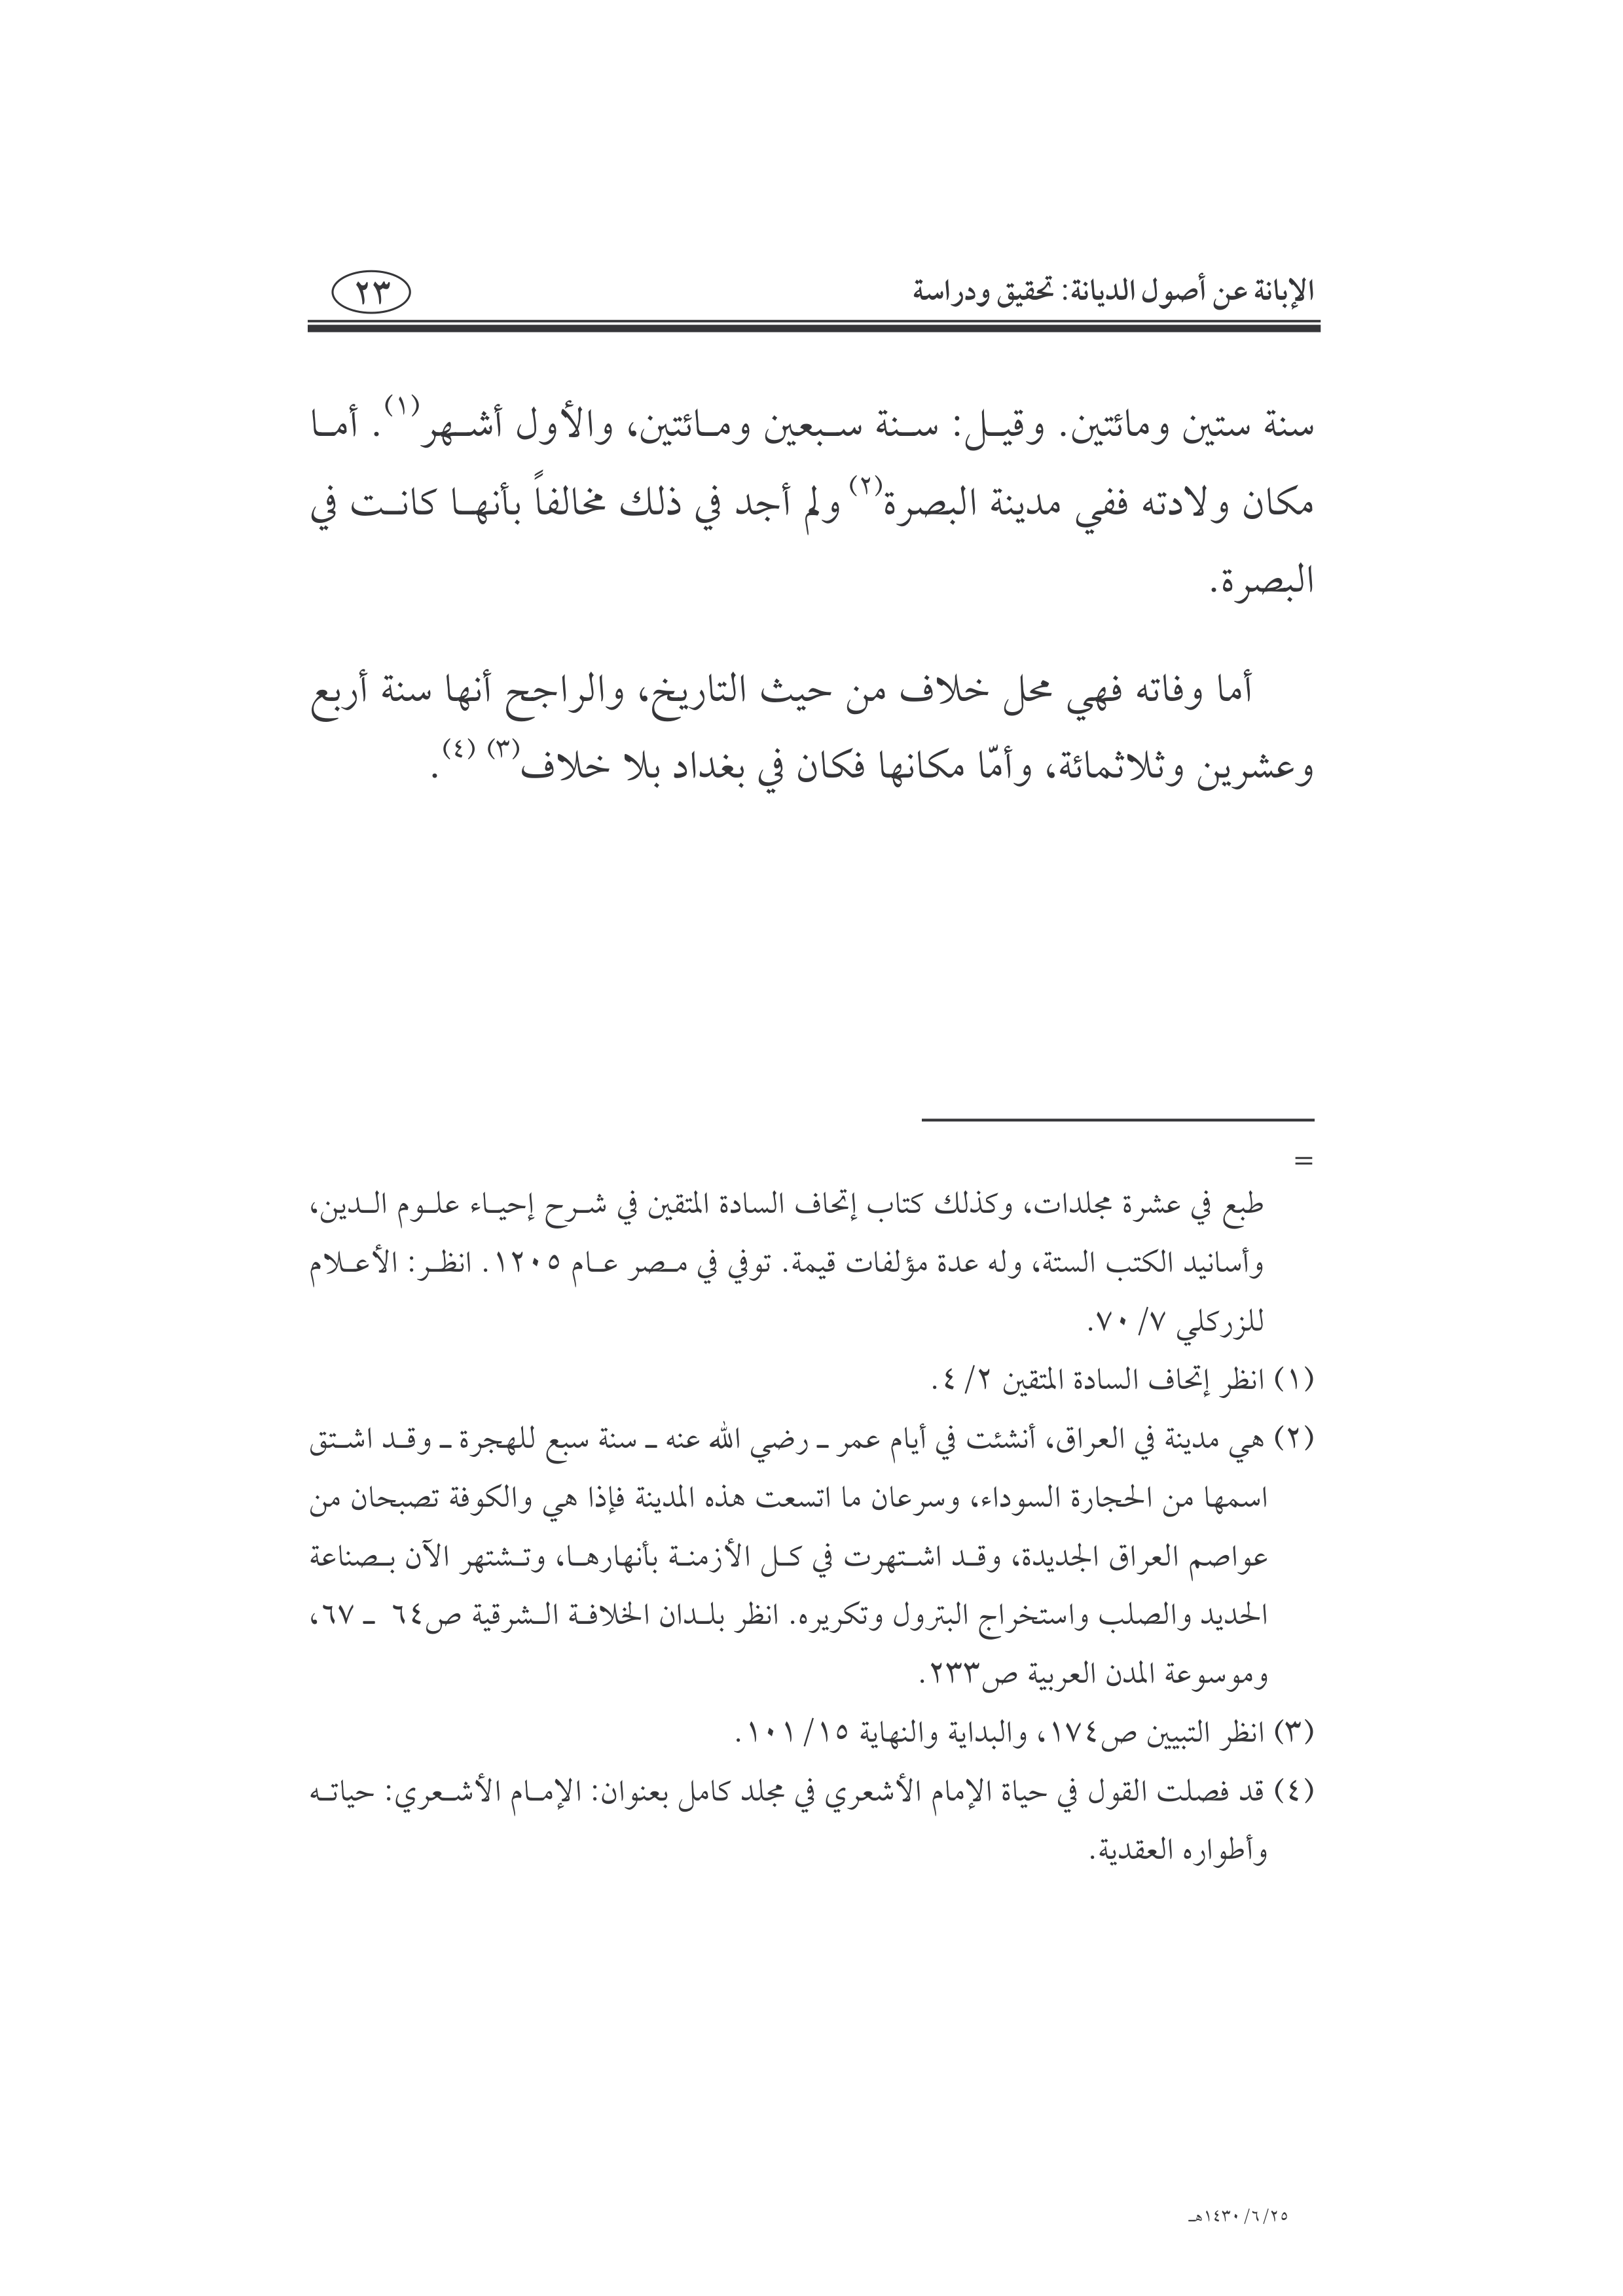 الإبانة عن أصول الديانة: تحقيق ودراسة ٢٣
سنة ستين ومائتين. وقيل: سنة سبعين ومائتين، والأول أشهر(١). أما
مكان ولادته ففي مدينة البصرة(٢) ولم أجد في ذلك مخالفاً بأنها كانت في
البصرة.
أما وفاته فهي محل خلاف من حيث التاريخ، والراجح أنها سنة أربع
وعشرين وثلاثمائة، وأمّا مكانها فكان في بغداد بلا خلاف(٣) (٤).
=
طبع في عشرة مجلدات، وكذلك كتاب إتحاف السادة المتقين في شرح إحياء علوم الدين،
وأسانيد الكتب الستة، وله عدة مؤلفات قيمة. توفي في مصر عام ١٢٠٥. انظر: الأعلام
للزركلي ٧/ ٧٠.
(١) انظر إتحاف السادة المتقين ٢/ ٤.
(٢) هي مدينة في العراق، أنشئت في أيام عمر ـ رضي الله عنه ـ سنة سبع للهجرة ـ وقد اشتق
اسمها من الحجارة السوداء، وسرعان ما اتسعت هذه المدينة فإذا هي والكوفة تصبحان من
عواصم العراق الجديدة، وقد اشتهرت في كل الأزمنة بأنهارها، وتشتهر الآن بصناعة
الحديد والصلب واستخراج البترول وتكريره. انظر بلدان الخلافة الشرقية ص٦٤ ـ ٦٧،
وموسوعة المدن العربية ص٢٣٣.
(٣) انظر التبيين ص١٧٤، والبداية والنهاية ١٥/ ١٠١.
(٤) قد فصلت القول في حياة الإمام الأشعري في مجلد كامل بعنوان: الإمام الأشعري: حياته
وأطواره العقدية.
٢٥/ ٦/ ١٤٣٠هـ